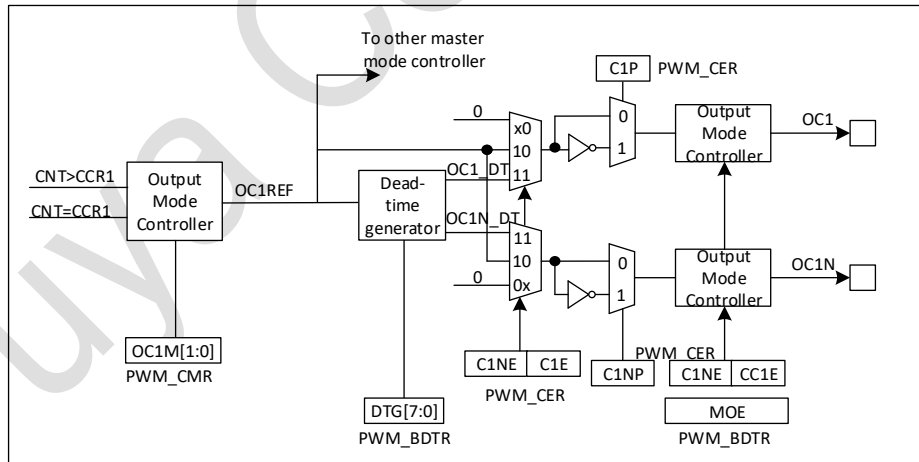 To other master
mode controller
C1P
PWM_CER
0
x0
10
11
0
1
Output
Mode
Controller
OC1
CNT>CCR1
CNT=CCR1
Output
Mode
Controller
OC1REF
Dead-
time
generator
OC1_DT
OC1N_DT
11
10
0x
0
0
1
Output
Mode
Controller
OC1N
OC1M[1:0]
PWM_CMR
DTG[7:0]
PWM_BDTR
C1NE
C1E
PWM_CER
C1NP
PWM_CER
C1NE
CC1E
MOE
PWM_BDTR
uya C